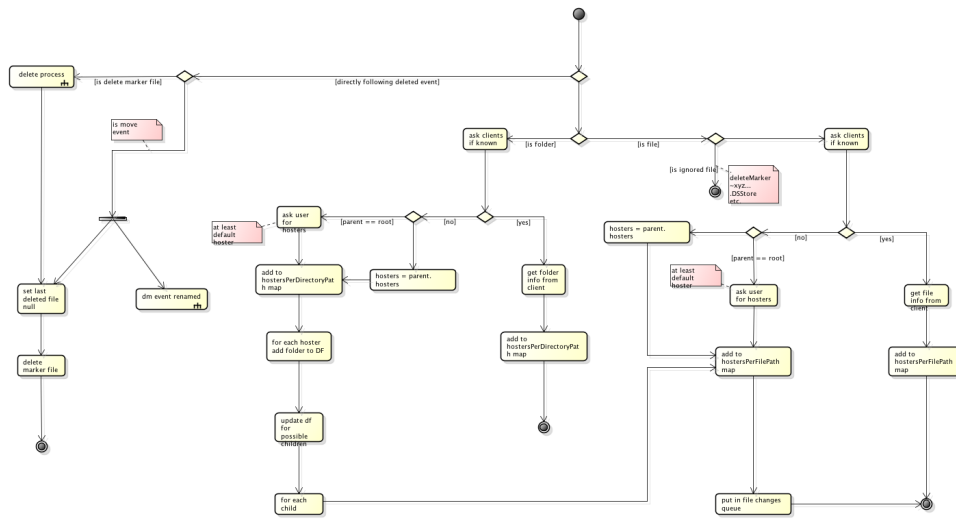 delete process
[is delete marker file]
[directly following deleted event]
is move
event
ask clients
if known
[is folder]
[is file]
ask clients
if known
[is ignored file]
deleteMarker
~xyz...
.DSStore
etc.
at least
default
hoster
ask user
for
hosters
[parent == root]
[no]
[yes]
hosters = parent.
hosters
[no]
[yes]
[parent == root]
add to
hostersPerDirectoryPat
h map
hosters = parent.
hosters
get folder
info from
client
at least
default
hoster
ask user
for hosters
get file
info from
client
set last
deleted file
null
dm event renamed
for each hoster
add folder to DF
add to
hostersPerDirectoryPat
h map
add to
hostersPerFilePath
map
add to
hostersPerFilePath
map
delete
marker file
update df
for
possible
children
for each
child
put in file changes
queue